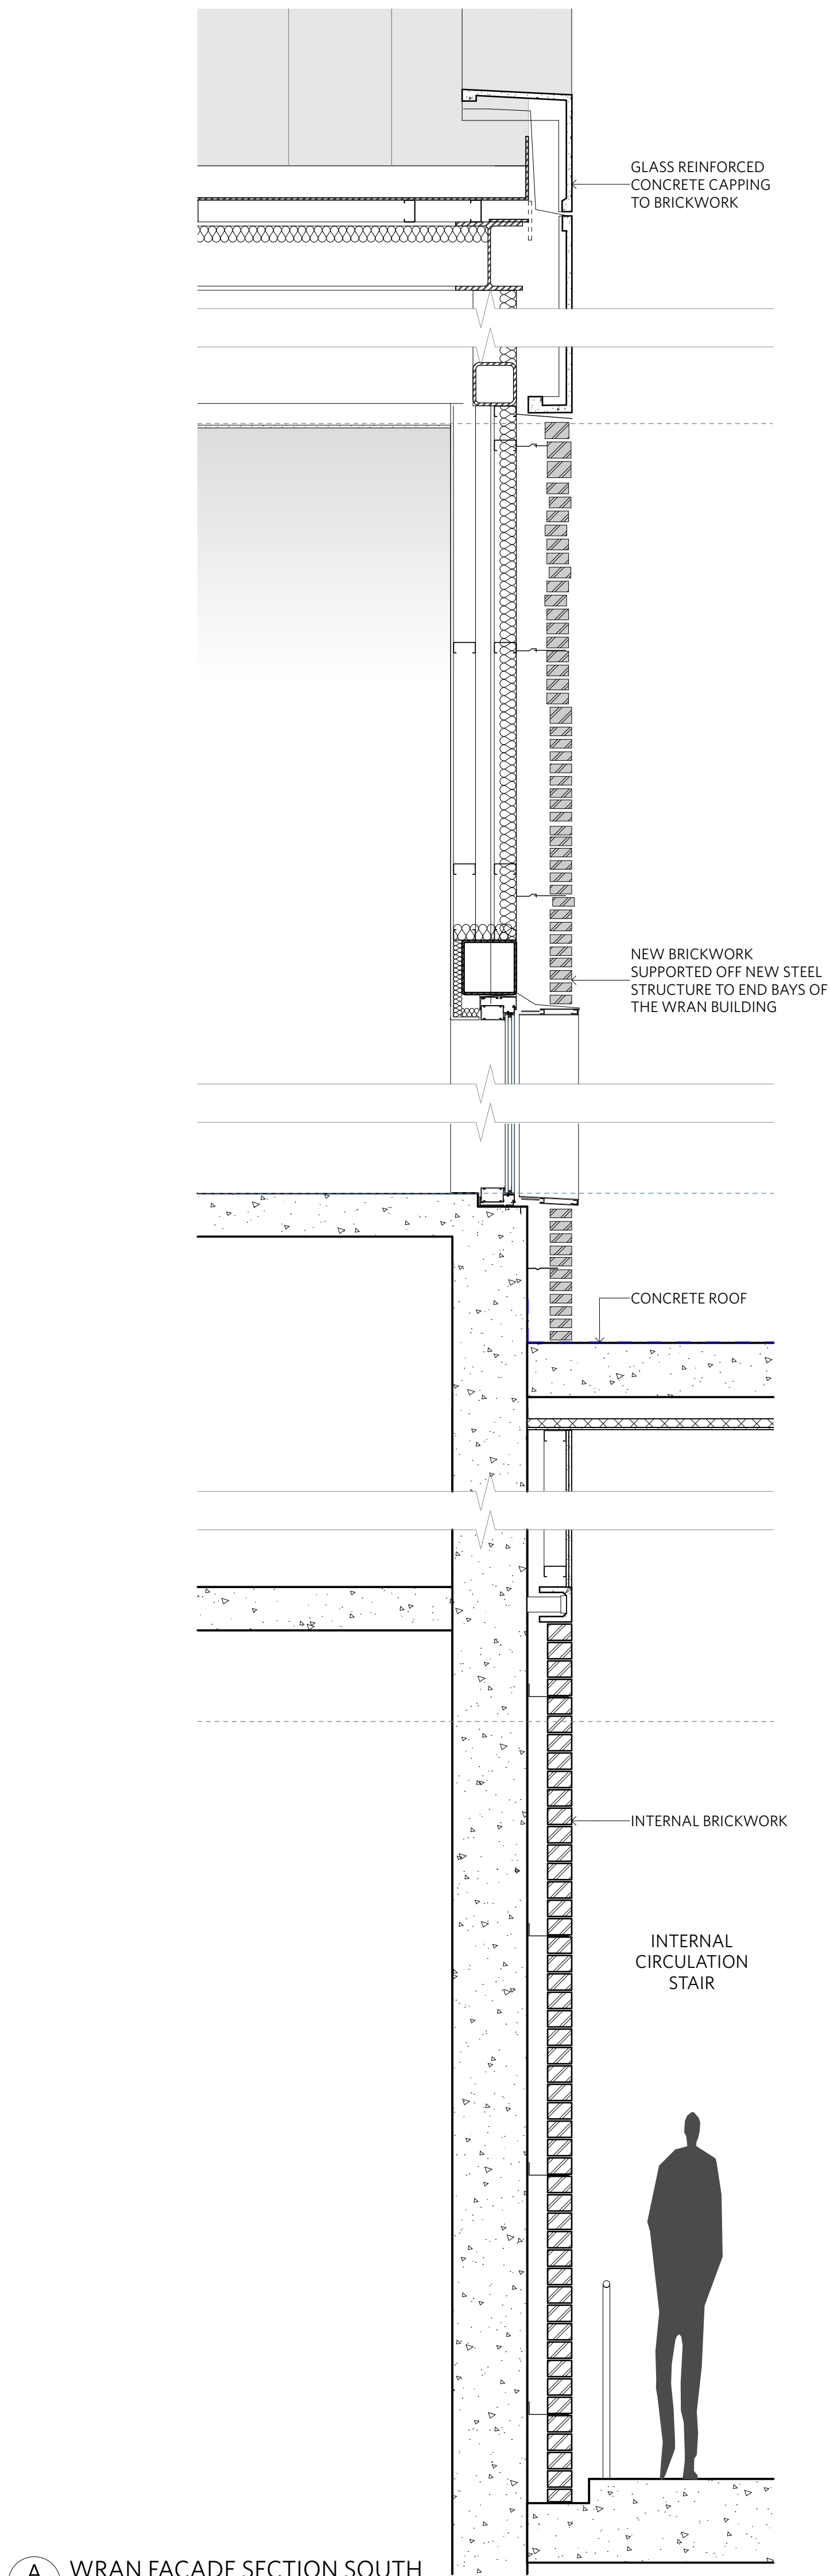 GLASS REINFORCED
CONCRETE CAPPING
TO BRICKWORK
NEW BRICKWORK
SUPPORTED OFF NEW STEEL
STRUCTURE TO END BAYS OF
THE WRAN BUILDING
CONCRETE ROOF
INTERNAL BRICKWORK
INTERNAL
CIRCULATION
STAIR
A WRAN FACADE SECTION SOUTH